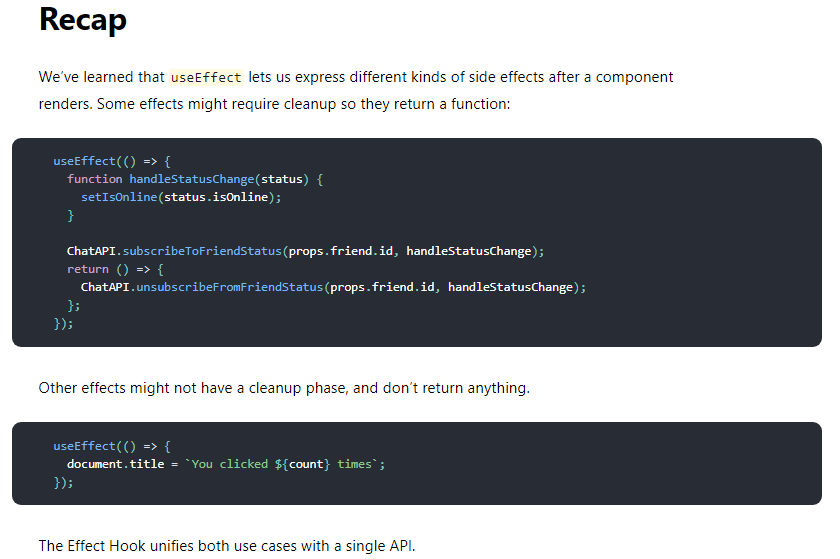 Recap
We’ve learned that useEffect lets us express different kinds of side effects after a component
renders. Some effects might require cleanup so they return a function:
useEffect(() => {
  function handleStatusChange(status) {
    setIsOnline(status.isOnline);
  }

  ChatAPI.subscribeToFriendStatus(props.friend.id, handleStatusChange);
  return () => {
    ChatAPI.unsubscribeFromFriendStatus(props.friend.id, handleStatusChange);
  };
});
Other effects might not have a cleanup phase, and don’t return anything.
useEffect(() => {
  document.title = `You clicked ${count} times`;
});
The Effect Hook unifies both use cases with a single API.